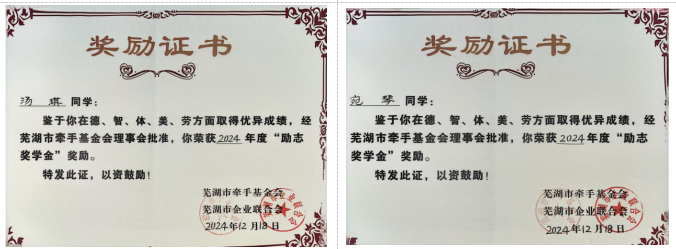 奖励证书
汤琪 同学：
鉴于你在德、智、体、美、劳方面取得优异成绩，经
芜湖市牵手基金会理事会批准，你荣获2024年度“励志
奖学金”奖励。
特发此证，以资鼓励！
芜湖市牵手基金会
芜湖市企业联合会
2024年12月18日
奖励证书
宛琴 同学：
鉴于你在德、智、体、美、劳方面取得优异成绩，经
芜湖市牵手基金会理事会批准，你荣获2024年度“励志
奖学金”奖励。
特发此证，以资鼓励！
芜湖市牵手基金会
芜湖市企业联合会
2024年12月18日